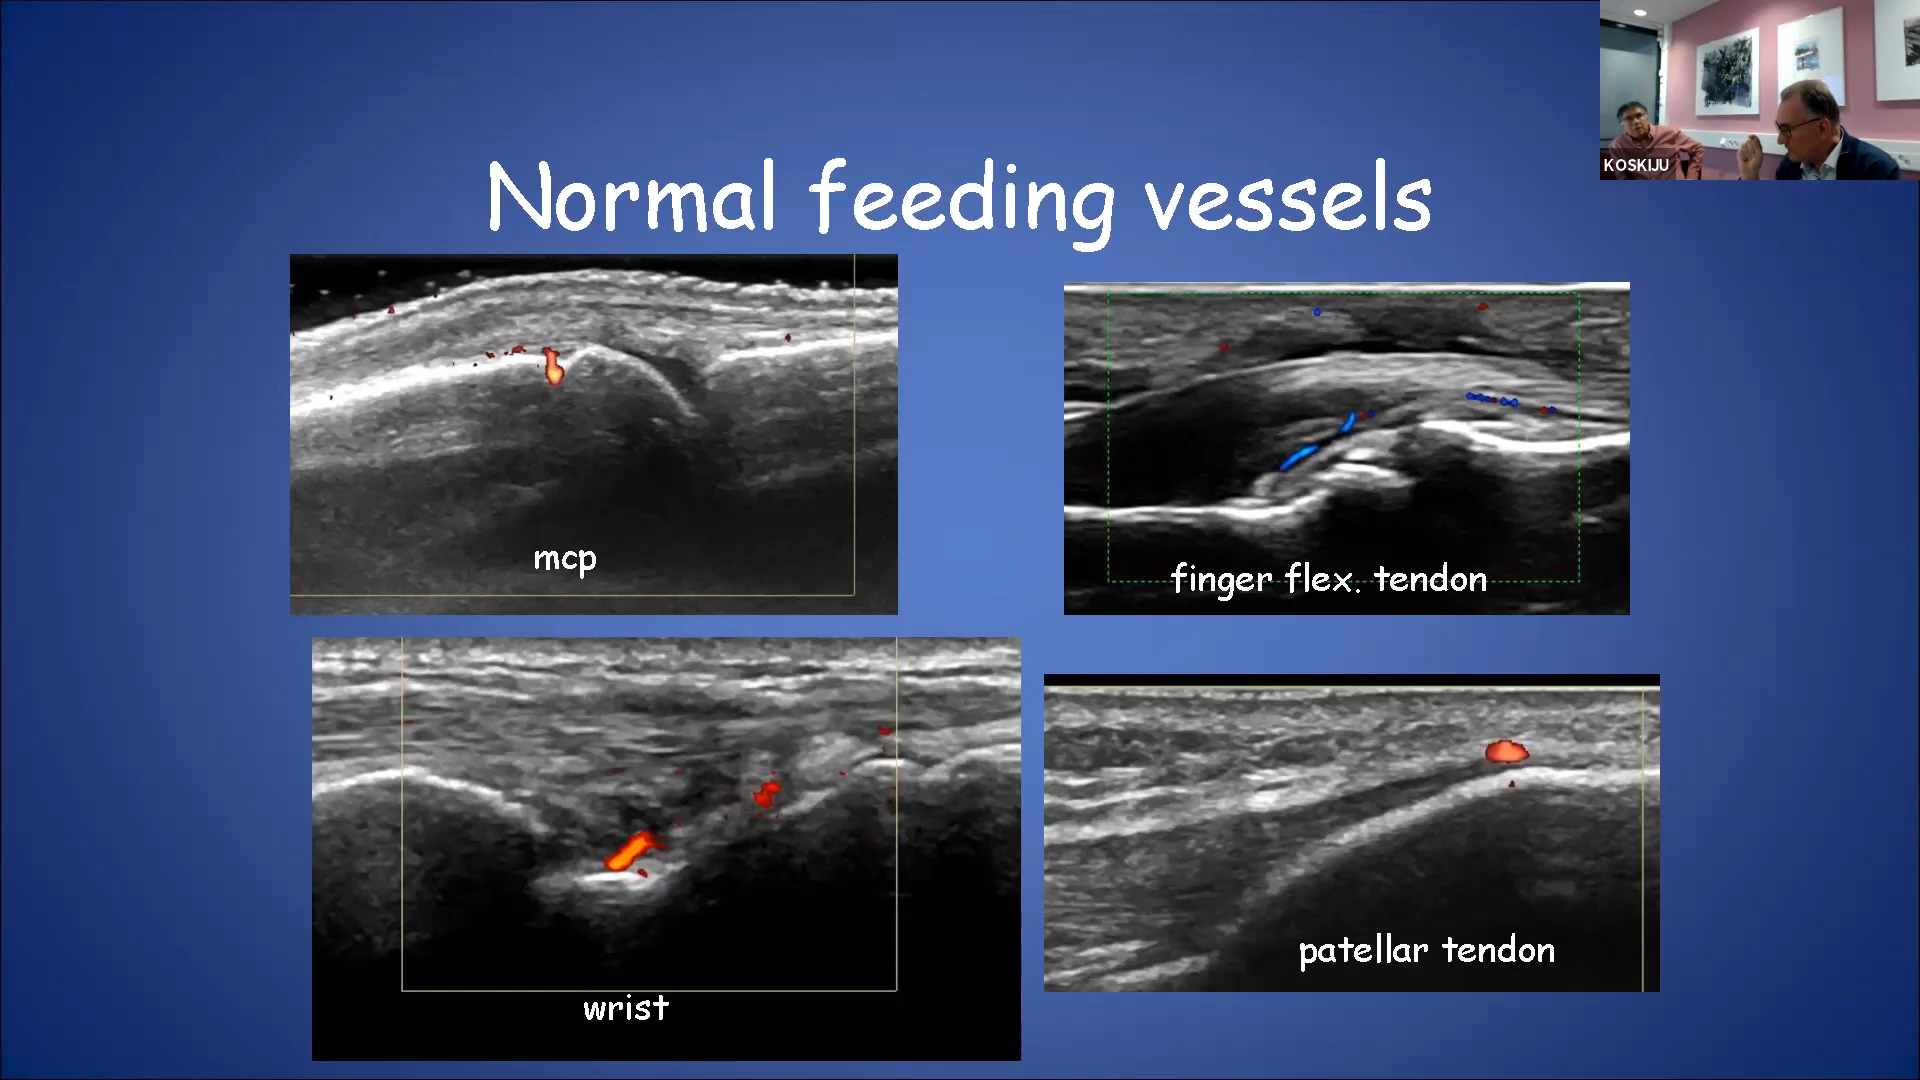 KOSKIJU
Normal feeding vessels
mcp
finger flex. tendon
wrist
patellar tendon